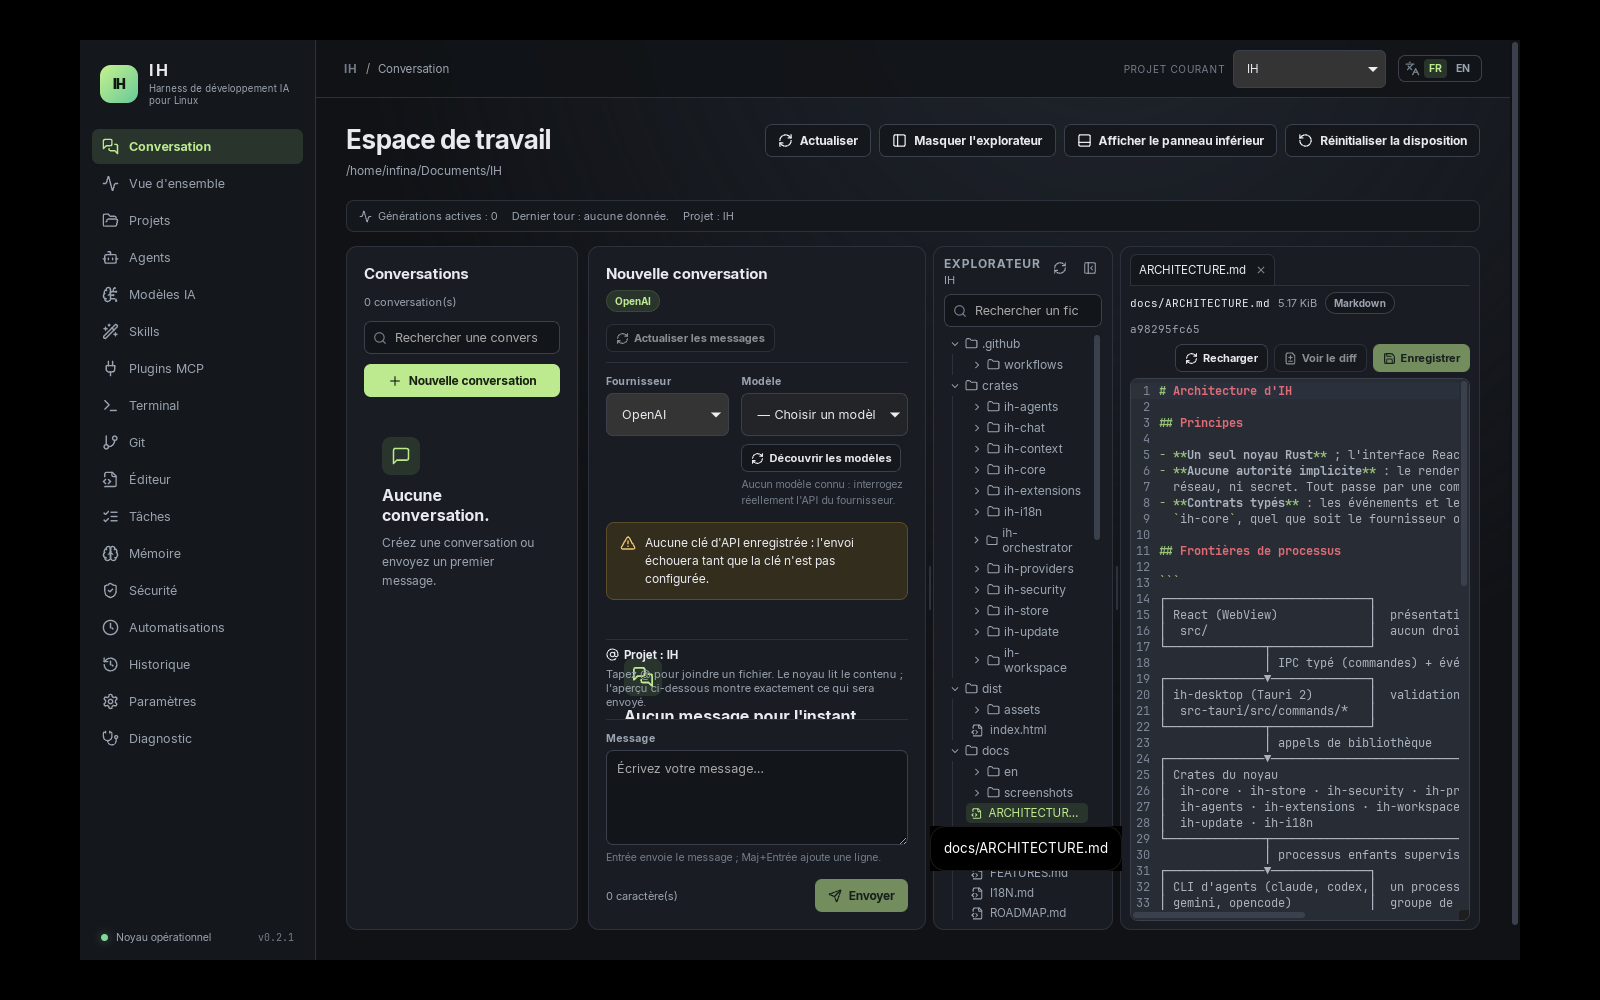 IH
IH
Harness de développement IA
pour Linux
Conversation
Vue d'ensemble
Projets
Agents
Modèles IA
Skills
Plugins MCP
Terminal
Git
Éditeur
Tâches
Mémoire
Sécurité
Automatisations
Historique
Paramètres
Diagnostic
Noyau opérationnel v0.2.1
IH / Conversation
PROJET COURANT IH FR EN
Espace de travail
/home/infina/Documents/IH
Actualiser Masquer l'explorateur Afficher le panneau inférieur Réinitialiser la disposition
Générations actives : 0 Dernier tour : aucune donnée. Projet : IH
Conversations
0 conversation(s)
Rechercher une convers
+ Nouvelle conversation
Aucune
conversation.
Créez une conversation ou
envoyez un premier
message.
Nouvelle conversation
OpenAI
Actualiser les messages
Fournisseur Modèle
OpenAI — Choisir un modèl
Découvrir les modèles
Aucun modèle connu : interrogez
réellement l'API du fournisseur.
Aucune clé d'API enregistrée : l'envoi
échouera tant que la clé n'est pas
configurée.
Projet : IH
Tapez @ pour joindre un fichier. Le noyau lit le contenu ;
l'aperçu ci-dessous montre exactement ce qui sera
envoyé.
Aucun message pour l'instant
Message
Écrivez votre message...
Entrée envoie le message ; Maj+Entrée ajoute une ligne.
0 caractère(s) Envoyer
EXPLORATEUR
IH
Rechercher un fic
.github
workflows
crates
ih-agents
ih-chat
ih-context
ih-core
ih-extensions
ih-i18n
ih-
orchestrator
ih-providers
ih-security
ih-store
ih-update
ih-
workspace
dist
assets
index.html
docs
en
screenshots
ARCHITECTUR...
docs/ARCHITECTURE.md
FEATURES.md
I18N.md
ROADMAP.md
ARCHITECTURE.md ×
docs/ARCHITECTURE.md 5.17 KiB Markdown
a98295fc65
Recharger Voir le diff Enregistrer
1 # Architecture d'IH
2
3 ## Principes
4
5 - **Un seul noyau Rust** ; l'interface Reac
6 - **Aucune autorité implicite** : le render
7 réseau, ni secret. Tout passe par une com
8 - **Contrats typés** : les événements et le
9 `ih-core`, quel que soit le fournisseur o
10
11 ## Frontières de processus
12
13 ```
14
15 React (WebView) présentati
16 src/ aucun droi
17
18 IPC typé (commandes) + évé
19
20 ih-desktop (Tauri 2) validation
21 src-tauri/src/commands/*
22
23 appels de bibliothèque
24
25 Crates du noyau
26 ih-core · ih-store · ih-security · ih-pr
27 ih-agents · ih-extensions · ih-workspace
28 ih-update · ih-i18n
29
30 processus enfants supervis
31
32 CLI d'agents (claude, codex, un process
33 gemini, opencode) groupe de